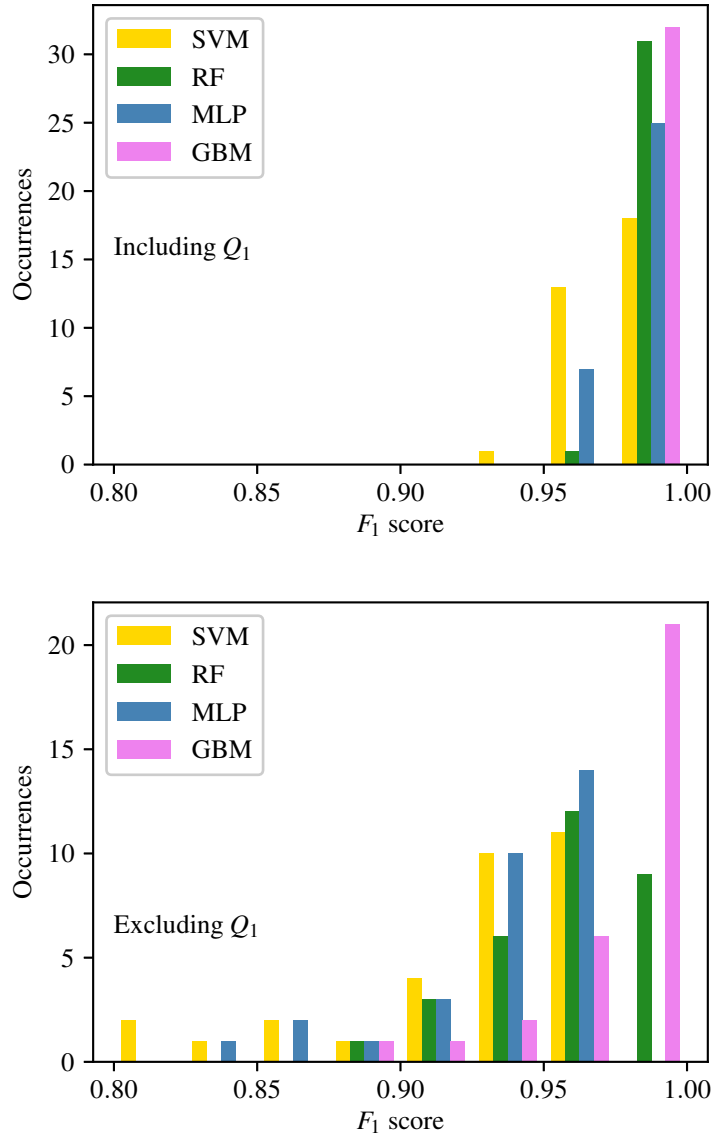 SVM
RF
MLP
GBM
Including Q1
Occurrences
30
25
20
15
10
5
0
0.80 0.85 0.90 0.95 1.00
F1 score
SVM
RF
MLP
GBM
Excluding Q1
Occurrences
20
15
10
5
0
0.80 0.85 0.90 0.95 1.00
F1 score